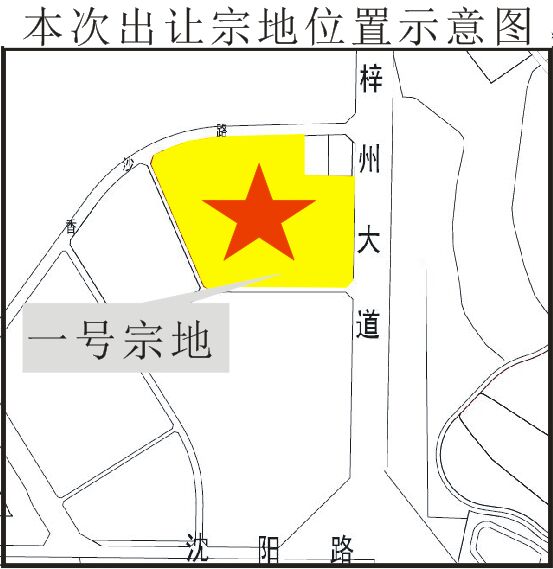 本次出让宗地位置示意图
梓州大道
香沙路
一号宗地
沈阳路